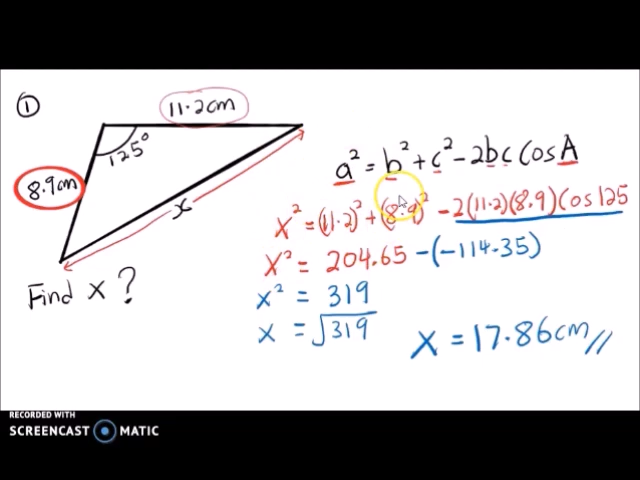 ①
11.2cm
125°
8.9cm
x
Find x ?
a² = b² + c² - 2bc Cos A
x² = (11.2)² + (8.9)² - 2(11.2)(8.9)Cos 125
x² = 204.65 - (-114.35)
x² = 319
x = √319
x = 17.86cm //
RECORDED WITH
SCREENCAST MATIC